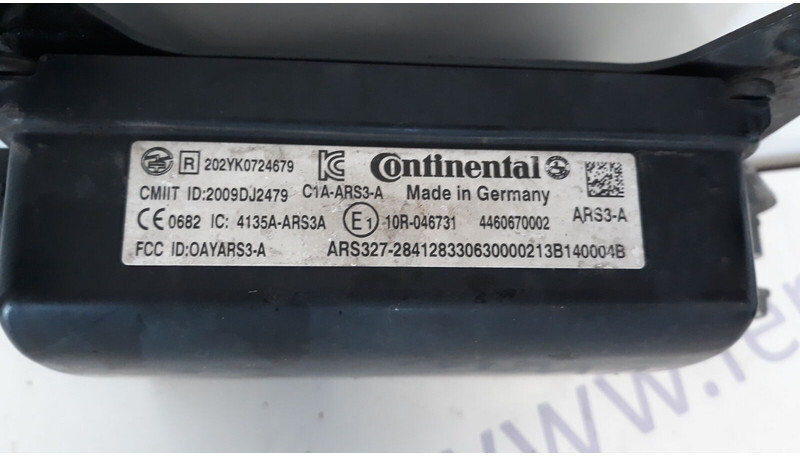 R 202YK0724679 KC Continental
CMIIT ID:2009DJ2479 C1A-ARS3-A Made in Germany
CE 0682 IC: 4135A-ARS3A E1 10R-046731 4460670002 ARS3-A
FCC ID:OAYARS3-A ARS327-284128330630000213B140004B